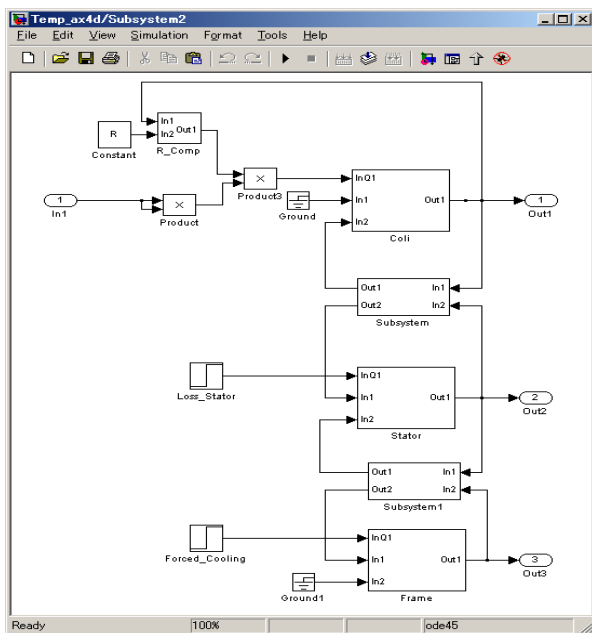 Temp_ax4d/Subsystem2
File Edit View Simulation Format Tools Help
In1
In2
Out1
R
Constant
R_Comp
1
In1
×
Product
×
Product3
Ground
InQ1
In1
In2
Out1
Coli
1
Out1
Out1
Out2
In1
In2
Subsystem
Loss_Stator
InQ1
In1
In2
Out1
Stator
2
Out2
Out1
Out2
In1
In2
Subsystem1
Forced_Cooling
InQ1
In1
In2
Out1
Frame
Ground1
3
Out3
Ready 100% ode45